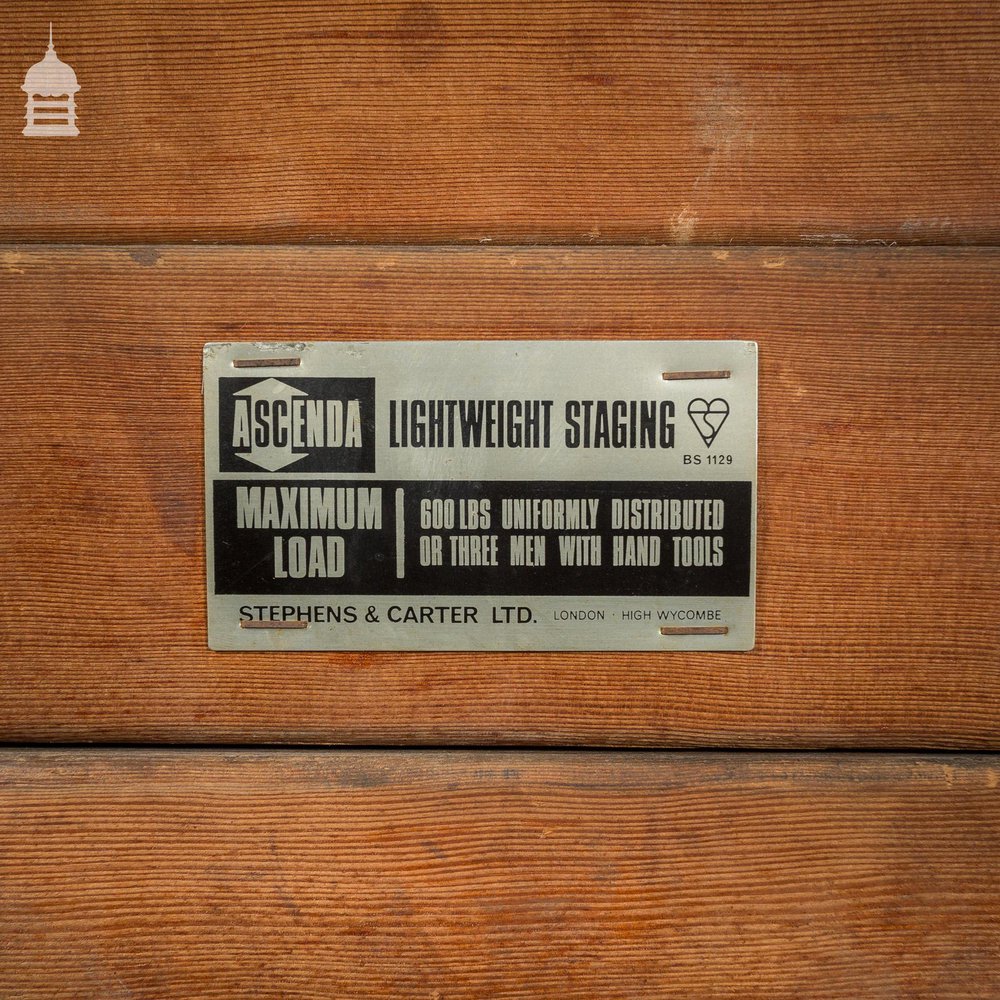 ASCENDA
LIGHTWEIGHT STAGING
BS 1129
MAXIMUM
LOAD
600 LBS UNIFORMLY DISTRIBUTED
OR THREE MEN WITH HAND TOOLS
STEPHENS & CARTER LTD. LONDON · HIGH WYCOMBE